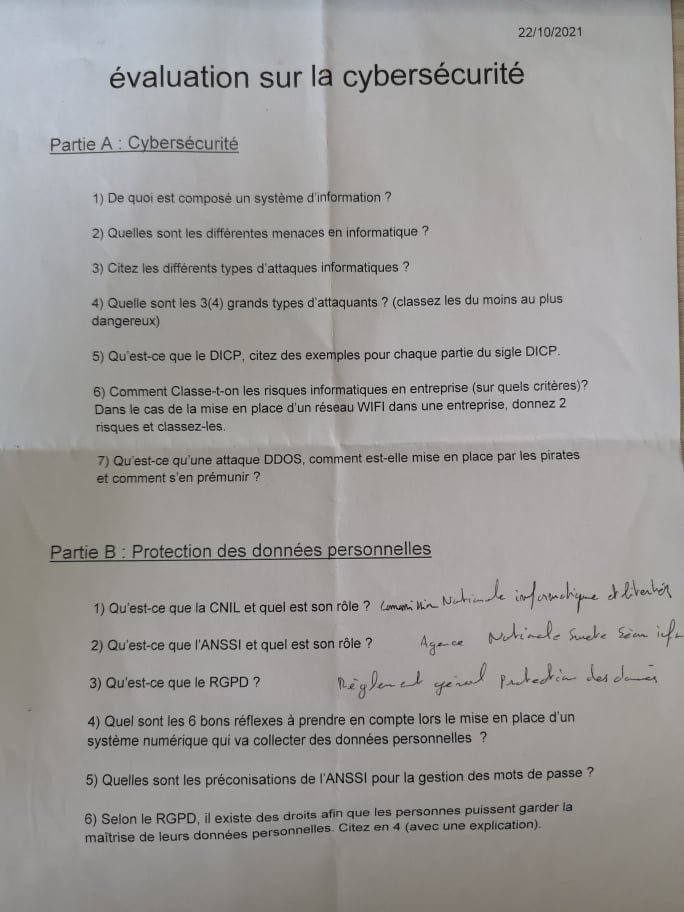 22/10/2021
évaluation sur la cybersécurité
Partie A : Cybersécurité
1) De quoi est composé un système d'information ?
2) Quelles sont les différentes menaces en informatique ?
3) Citez les différents types d'attaques informatiques ?
4) Quelle sont les 3(4) grands types d'attaquants ? (classez les du moins au plus
dangereux)
5) Qu'est-ce que le DICP, citez des exemples pour chaque partie du sigle DICP.
6) Comment Classe-t-on les risques informatiques en entreprise (sur quels critères)?
Dans le cas de la mise en place d'un réseau WIFI dans une entreprise, donnez 2
risques et classez-les.
7) Qu'est-ce qu'une attaque DDOS, comment est-elle mise en place par les pirates
et comment s'en prémunir ?
Partie B : Protection des données personnelles
1) Qu'est-ce que la CNIL et quel est son rôle ? Commission Nationale informatique et libertés
2) Qu'est-ce que l'ANSSI et quel est son rôle ? Agence Nationale
3) Qu'est-ce que le RGPD ? Règlement général protection des données
4) Quel sont les 6 bons réflexes à prendre en compte lors le mise en place d'un
système numérique qui va collecter des données personnelles ?
5) Quelles sont les préconisations de l'ANSSI pour la gestion des mots de passe ?
6) Selon le RGPD, il existe des droits afin que les personnes puissent garder la
maîtrise de leurs données personnelles. Citez en 4 (avec une explication).